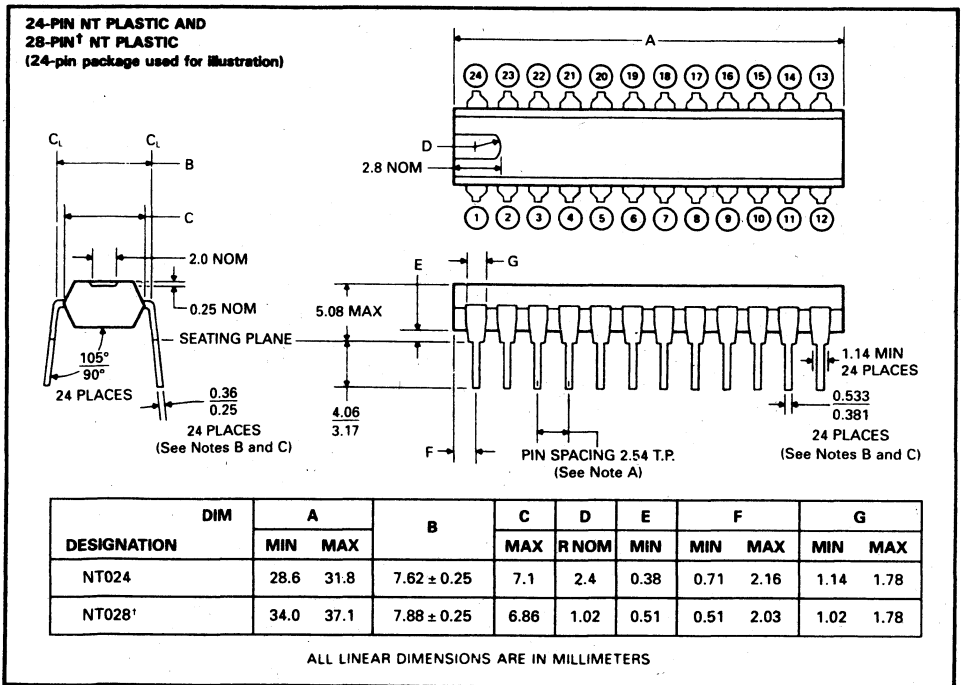 24-PIN NT PLASTIC AND
28-PIN† NT PLASTIC
(24-pin package used for illustration)
A
24 23 22 21 20 19 18 17 16 15 14 13
D
2.8 NOM
1 2 3 4 5 6 7 8 9 10 11 12
CL CL
B
C
2.0 NOM
0.25 NOM
SEATING PLANE
105°
90°
24 PLACES
0.36
0.25
24 PLACES
(See Notes B and C)
E
G
5.08 MAX
4.06
3.17
F
PIN SPACING 2.54 T.P.
(See Note A)
1.14 MIN
24 PLACES
0.533
0.381
24 PLACES
(See Notes B and C)
DIM A B C D E F G
DESIGNATION MIN MAX MAX R NOM MIN MIN MAX MIN MAX
NT024 28.6 31.8 7.62 ± 0.25 7.1 2.4 0.38 0.71 2.16 1.14 1.78
NT028† 34.0 37.1 7.88 ± 0.25 6.86 1.02 0.51 0.51 2.03 1.02 1.78
ALL LINEAR DIMENSIONS ARE IN MILLIMETERS